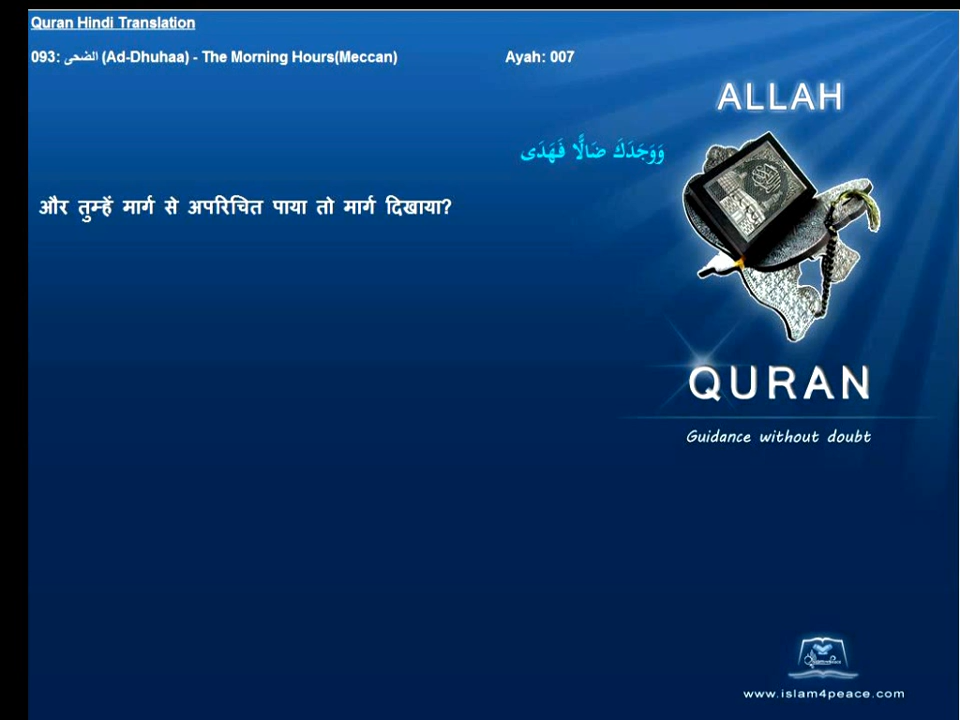 Quran Hindi Translation
093: الضحى (Ad-Dhuhaa) - The Morning Hours(Meccan) Ayah: 007
ALLAH
وَوَجَدَكَ ضَالًّا فَهَدَى
और तुम्हें मार्ग से अपरिचित पाया तो मार्ग दिखाया?
QURAN
Guidance without doubt
www.islam4peace.com